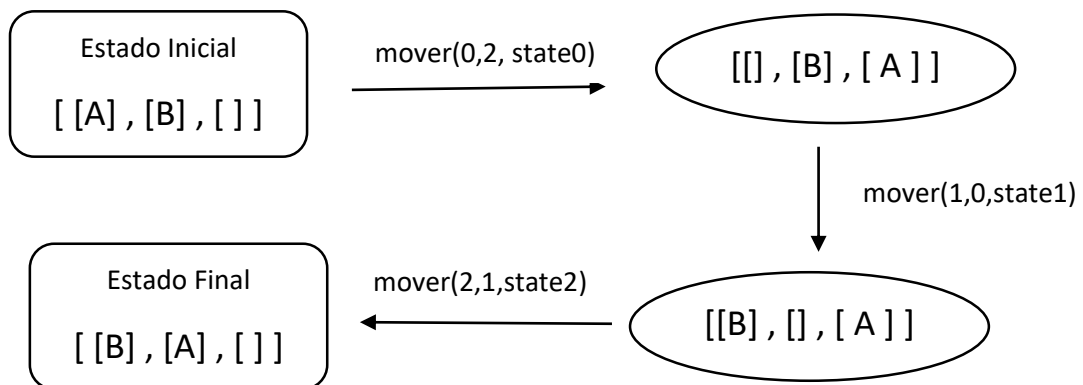 Estado Inicial
[ [A] , [B] , [ ] ]
mover(0,2, state0)
[[] , [B] , [ A ] ]
mover(1,0,state1)
[[B] , [] , [ A ] ]
mover(2,1,state2)
Estado Final
[ [B] , [A] , [ ] ]